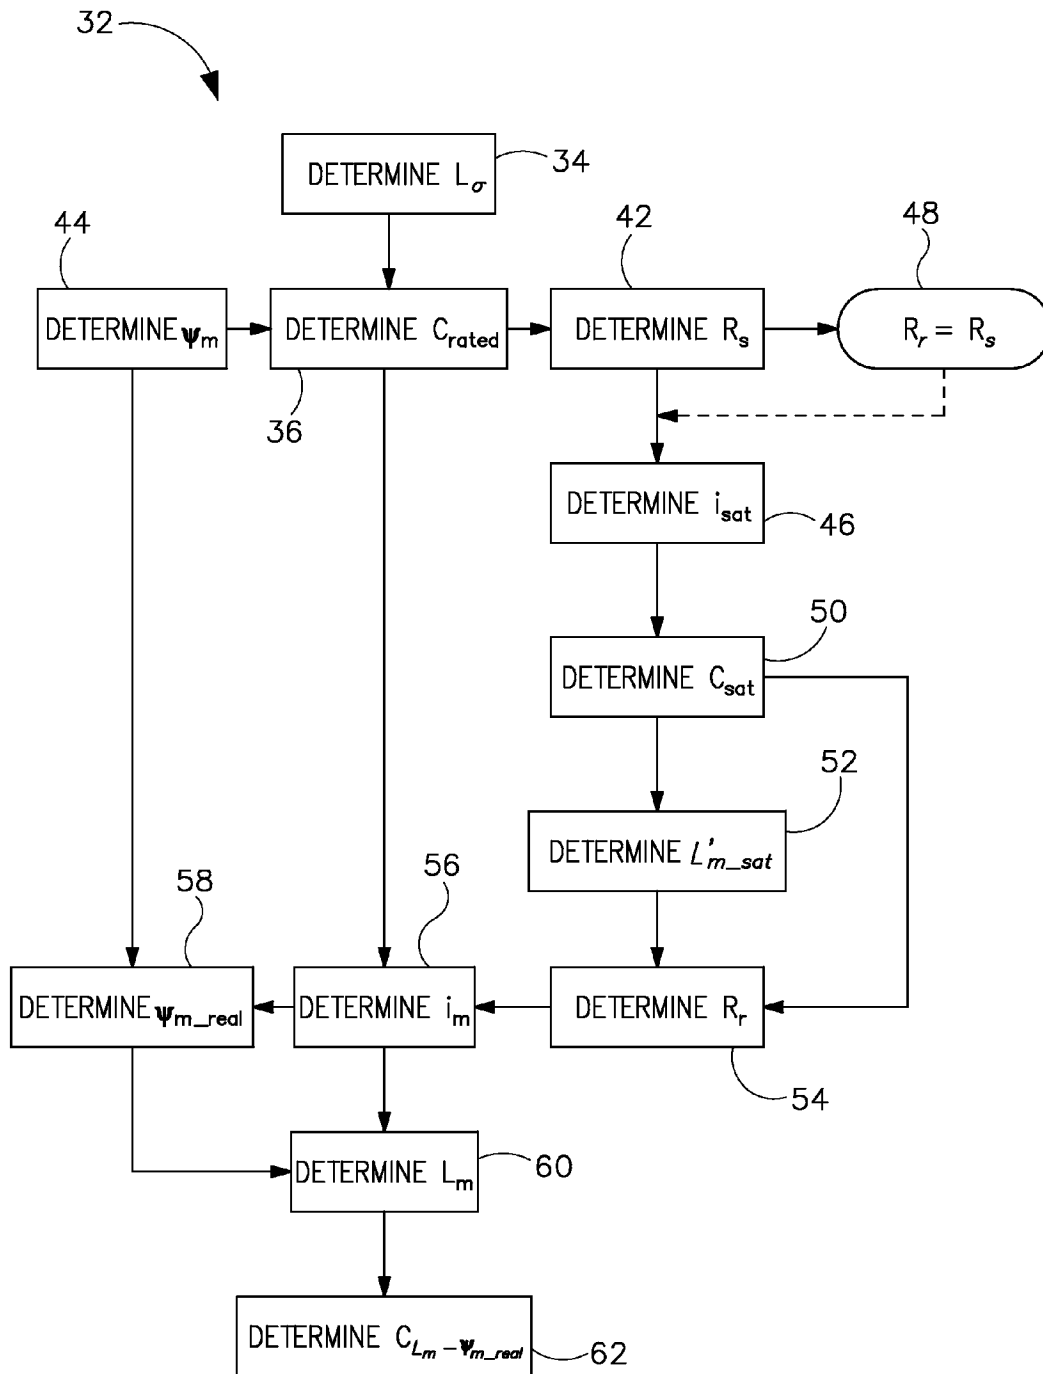 32
DETERMINE Lσ
34
44
42
48
DETERMINE Ψm
DETERMINE Crated
DETERMINE Rs
Rr = Rs
36
DETERMINE isat
46
50
DETERMINE Csat
52
DETERMINE L'm_sat
58
56
DETERMINE Ψm_real
DETERMINE im
DETERMINE Rr
54
DETERMINE Lm
60
DETERMINE CLm-Ψm_real
62